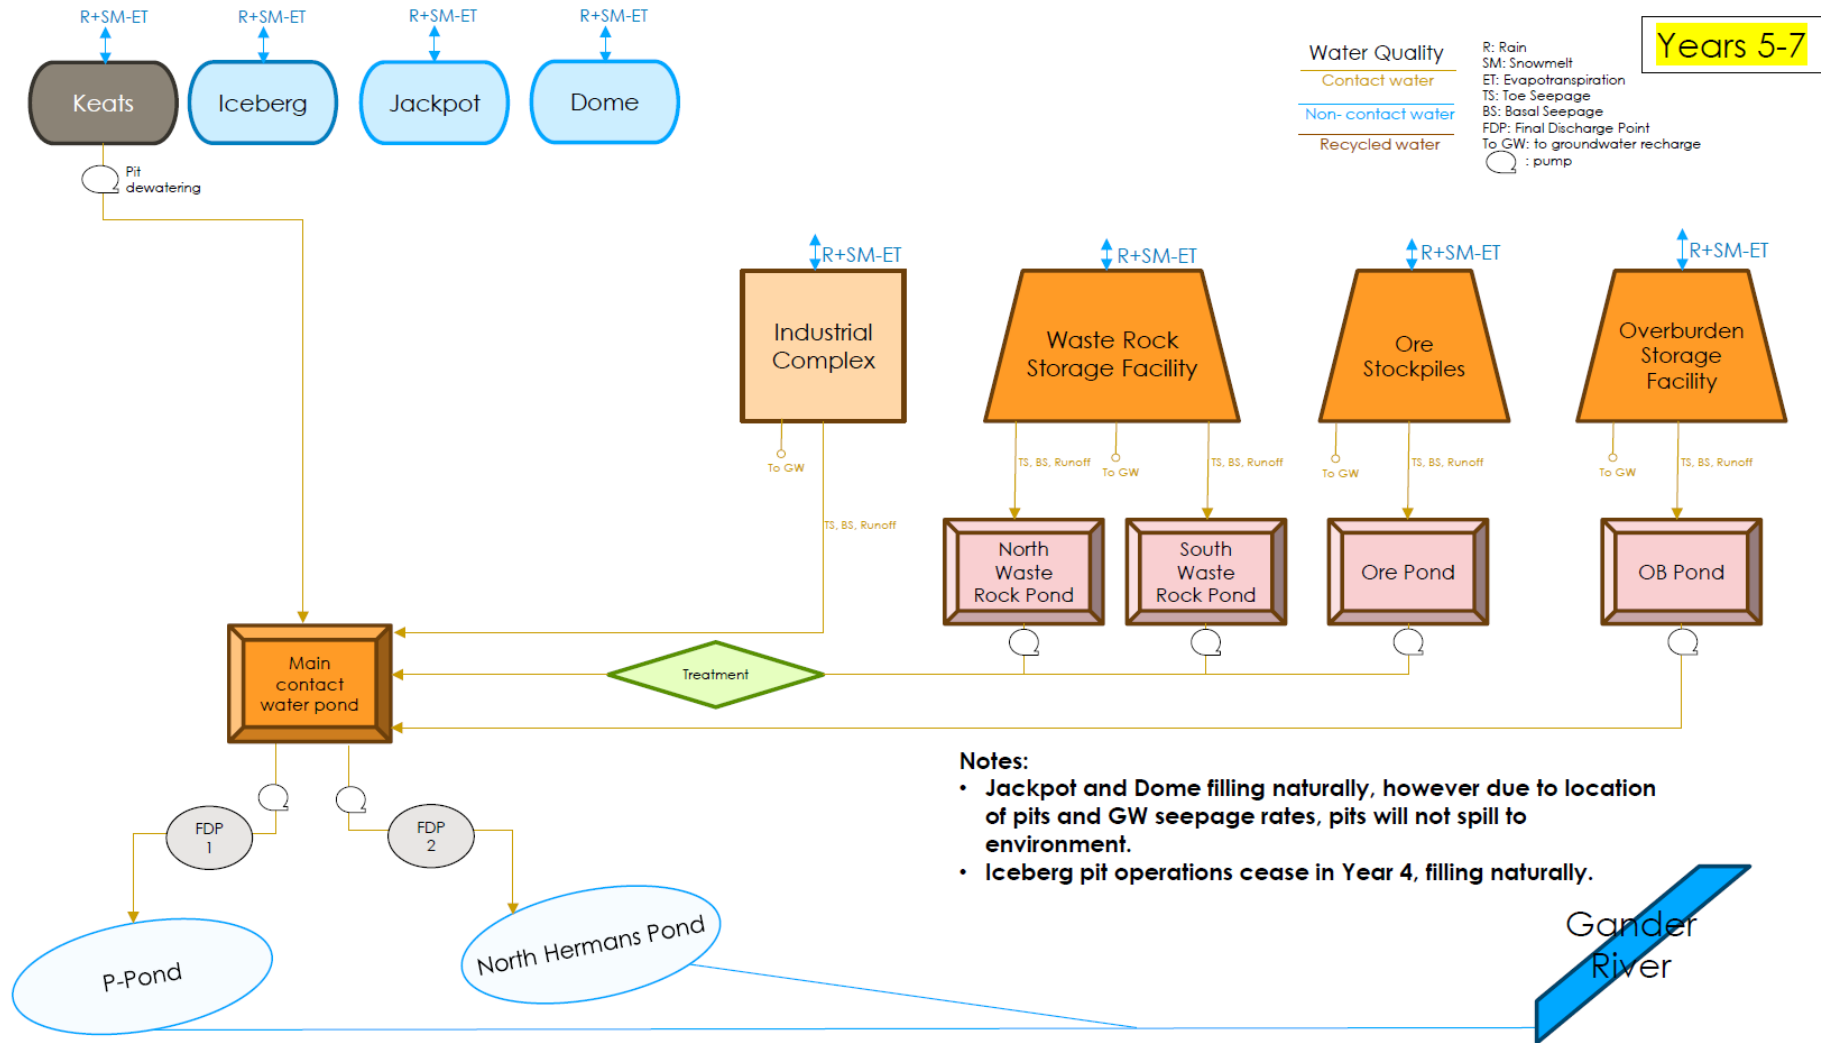 R+SM-ET
R+SM-ET
R+SM-ET
R+SM-ET
Keats
Iceberg
Jackpot
Dome
Water Quality
Contact water
Non- contact water
Recycled water
R: Rain
SM: Snowmelt
ET: Evapotranspiration
TS: Toe Seepage
BS: Basal Seepage
FDP: Final Discharge Point
To GW: to groundwater recharge
: pump
Years 5-7
Pit
dewatering
R+SM-ET
R+SM-ET
R+SM-ET
R+SM-ET
Industrial
Complex
Waste Rock
Storage Facility
Ore
Stockpiles
Overburden
Storage
Facility
To GW
TS, BS, Runoff
To GW
TS, BS, Runoff
To GW
TS, BS, Runoff
To GW
TS, BS, Runoff
TS, BS, Runoff
North
Waste
Rock Pond
South
Waste
Rock Pond
Ore Pond
OB Pond
Main
contact
water pond
Treatment
Notes:
• Jackpot and Dome filling naturally, however due to location
of pits and GW seepage rates, pits will not spill to
environment.
• Iceberg pit operations cease in Year 4, filling naturally.
FDP
1
FDP
2
P-Pond
North Hermans Pond
Gander
River